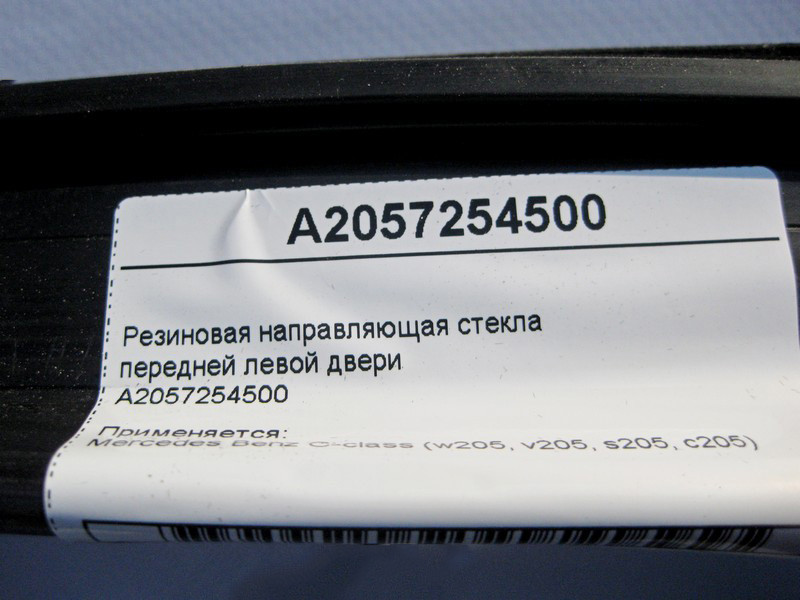 A2057254500
Резиновая направляющая стекла
передней левой двери
A2057254500
Применяется:
Mercedes Benz C-class (w205, v205, s205, c205)